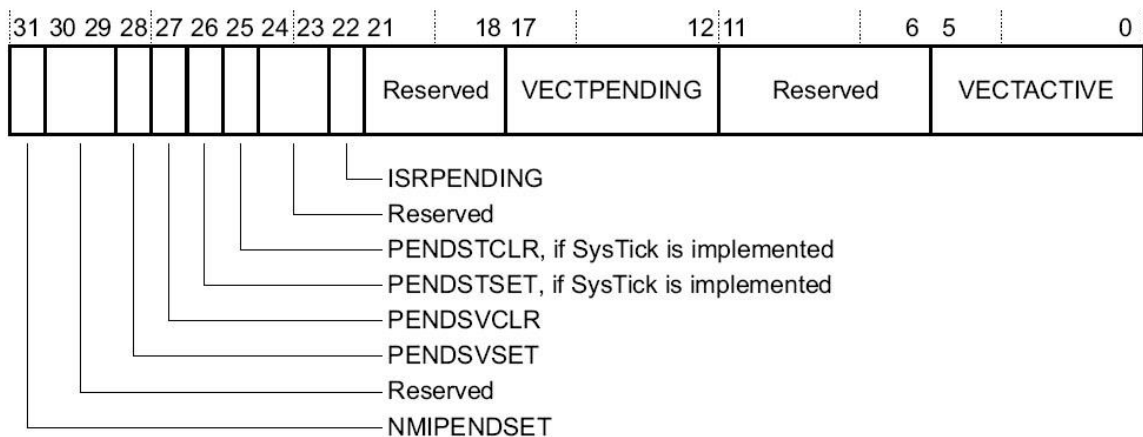 31 30 29 28 27 26 25 24 23 22 21 18 17 12 11 6 5 0
Reserved VECTPENDING Reserved VECTACTIVE
ISRPENDING
Reserved
PENDSTCLR, if SysTick is implemented
PENDSTSET, if SysTick is implemented
PENDSVCLR
PENDSVSET
Reserved
NMIPENDSET